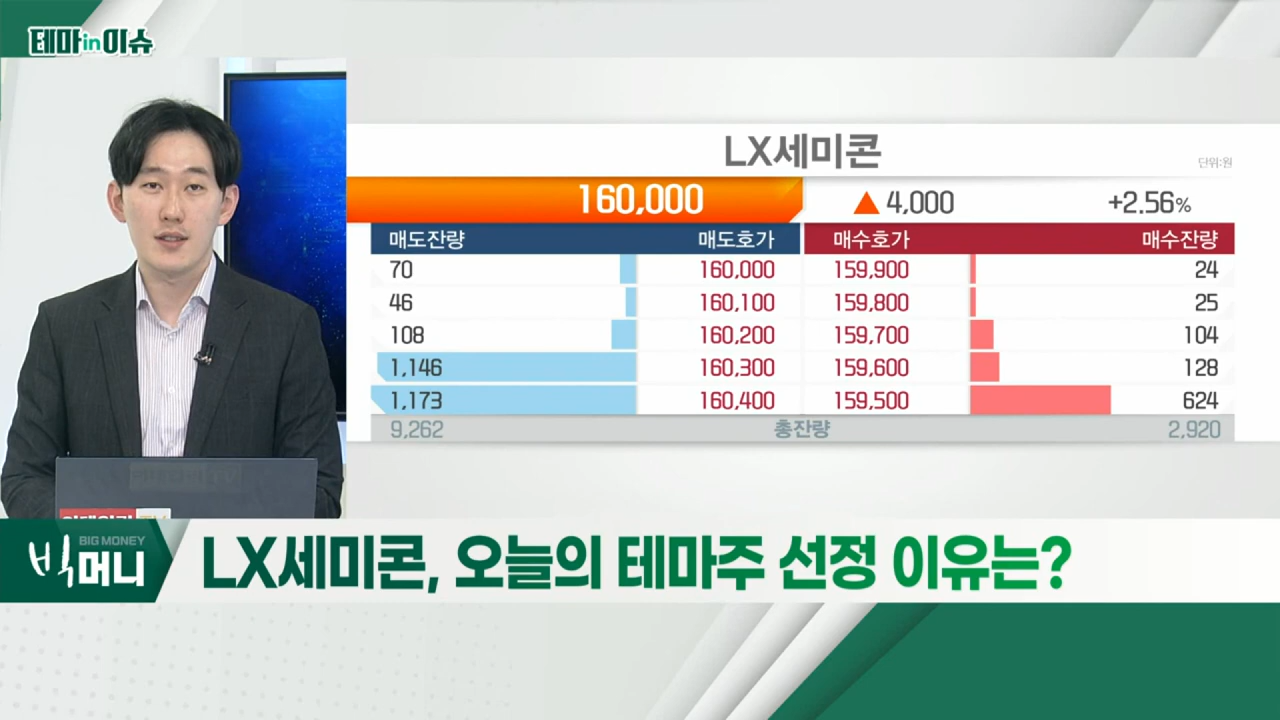 테마in이슈
LX세미콘
단위:원
160,000 ▲ 4,000 +2.56%
매도잔량 매도호가 매수호가 매수잔량
70 160,000 159,900 24
46 160,100 159,800 25
108 160,200 159,700 104
1,146 160,300 159,600 128
1,173 160,400 159,500 624
9,262 총잔량 2,920
BIG MONEY
빅머니
LX세미콘, 오늘의 테마주 선정 이유는?